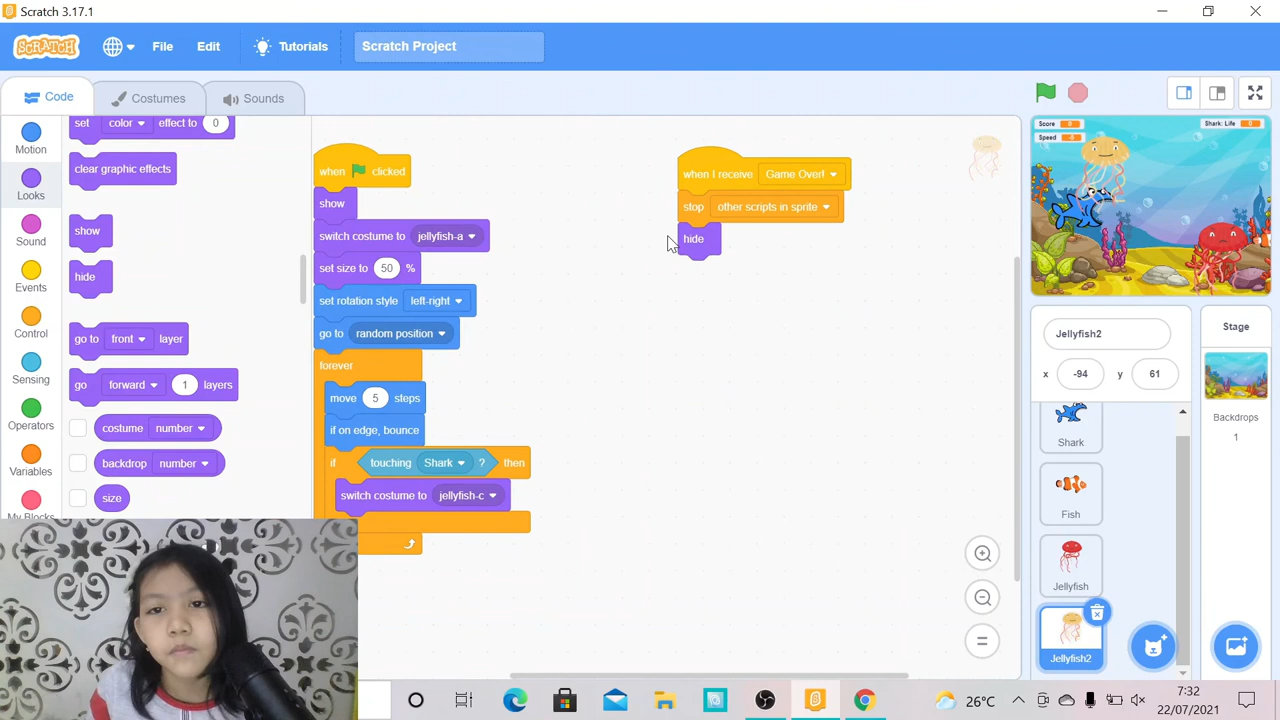 Scratch 3.17.1
SCRATCH
File
Edit
Tutorials
Scratch Project
Code
Costumes
Sounds
Motion
Looks
Sound
Events
Control
Sensing
Operators
Variables
My Blocks
set color effect to 0
clear graphic effects
show
hide
go to front layer
go forward 1 layers
costume number
backdrop number
size
when clicked
show
switch costume to jellyfish-a
set size to 50 %
set rotation style left-right
go to random position
forever
move 5 steps
if on edge, bounce
if touching Shark ? then
switch costume to jellyfish-c
when I receive Game Over!
stop other scripts in sprite
hide
Score
Speed
Shark: Life 0
Jellyfish2
x -94 y 61
Shark
Fish
Jellyfish
Jellyfish2
Stage
Backdrops
1
26°C
7:32
22/07/2021